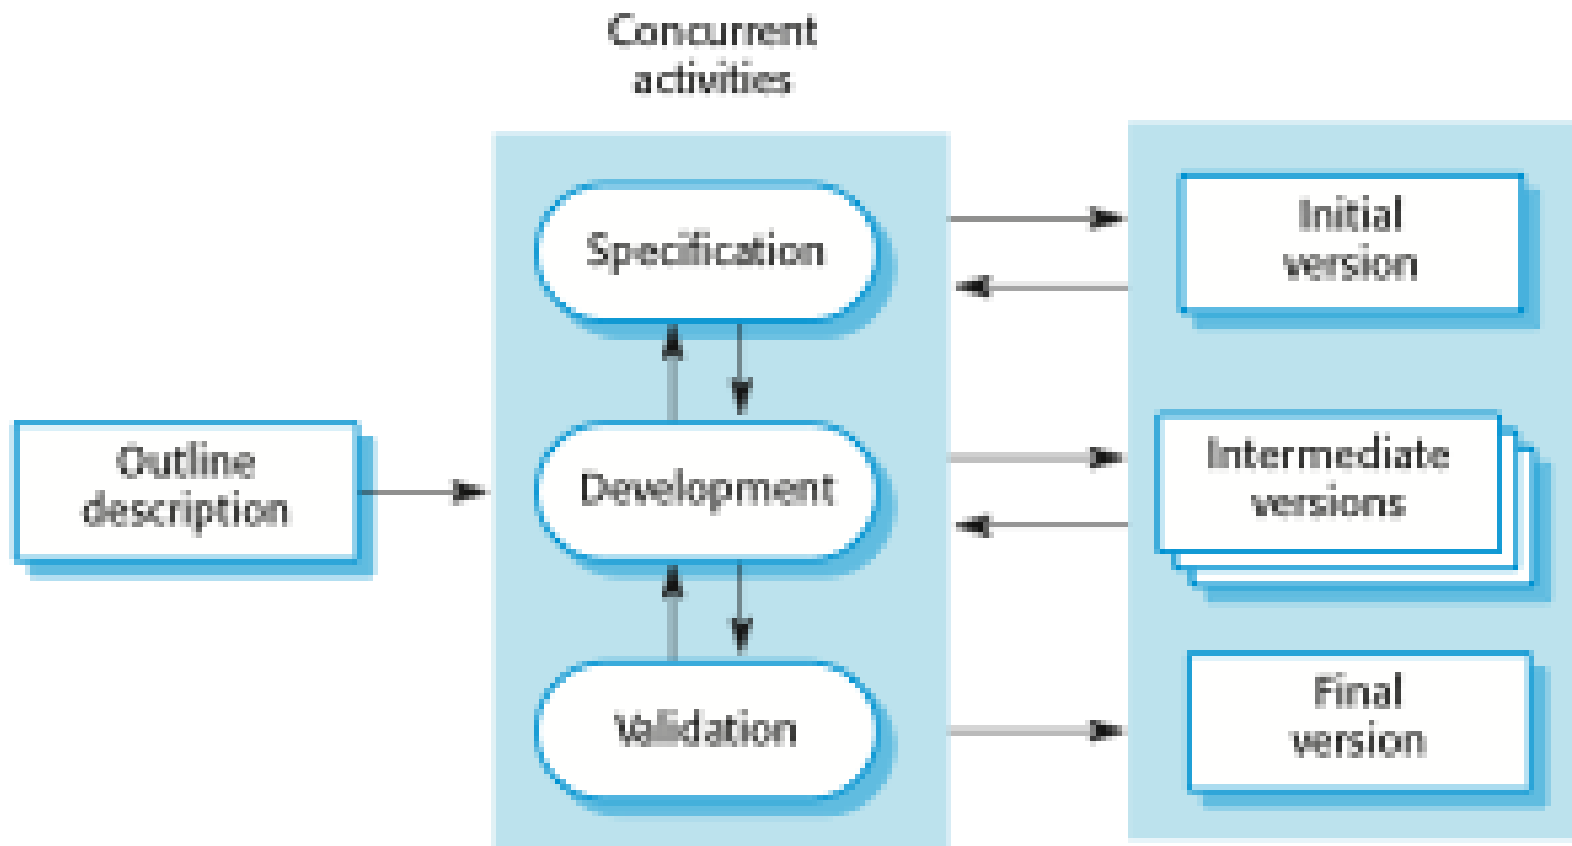 Concurrent
activities
Specification
Initial
version
Outline
description
Development
Intermediate
versions
Validation
Final
version